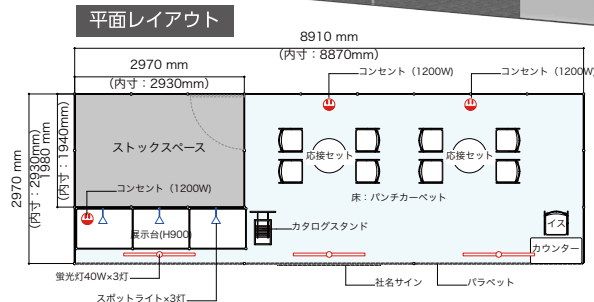 平面レイアウト
8910 mm
(内寸：8870mm)
2970 mm
(内寸：2930mm)
コンセント（1200W)
コンセント（1200W)
2970 mm
(内寸：2930mm)
1980 mm
(内寸：1940mm)
ストックスペース
応接セット
応接セット
コンセント（1200W)
床：パンチカーペット
展示台(H900)
カタログスタンド
イス
カウンター
蛍光灯40W×3灯
社名サイン
パラペット
スポットライト×3灯